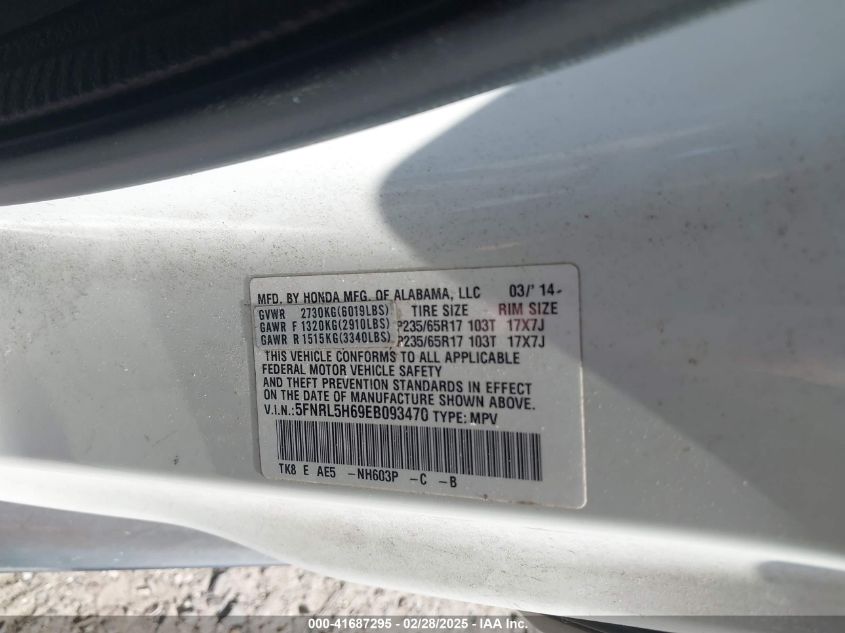 MFD. BY HONDA MFG. OF ALABAMA, LLC 03/'14
GVWR 2730KG(6019LBS) TIRE SIZE RIM SIZE
GAWR F 1320KG(2910LBS) P235/65R17 103T 17X7J
GAWR R 1515KG(3340LBS) P235/65R17 103T 17X7J
THIS VEHICLE CONFORMS TO ALL APPLICABLE
FEDERAL MOTOR VEHICLE SAFETY
AND THEFT PREVENTION STANDARDS IN EFFECT
ON THE DATE OF MANUFACTURE SHOWN ABOVE.
V.I.N.:5FNRL5H69EB093470 TYPE: MPV
TK8 E AE5 -NH603P -C -B
000-41687295 - 02/28/2025 - IAA Inc.